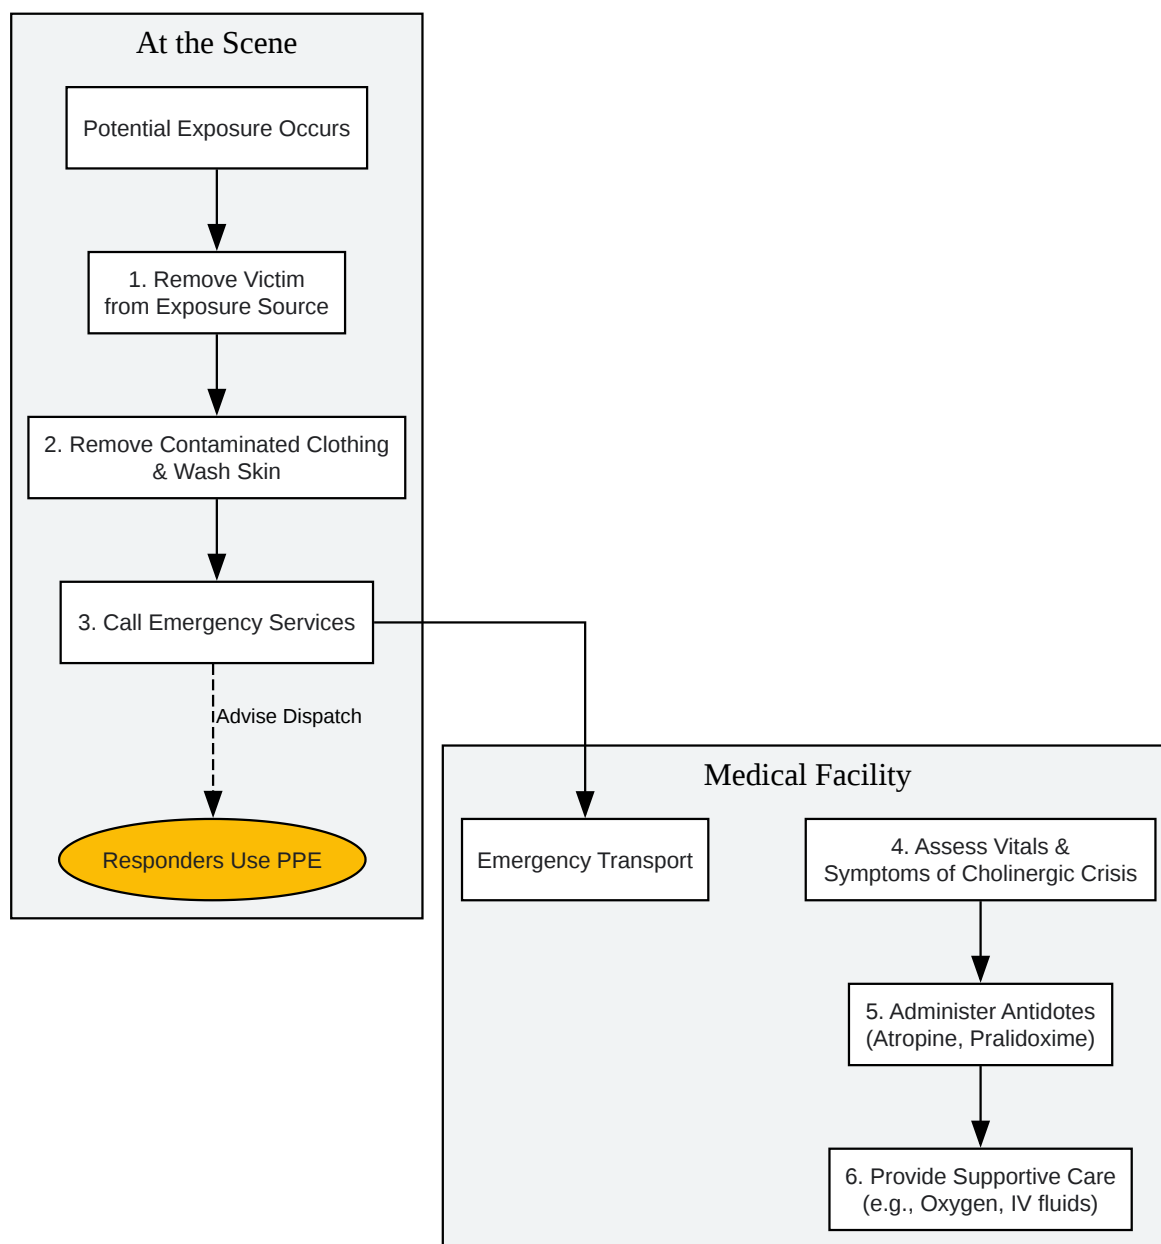 At the Scene
Potential Exposure Occurs
1. Remove Victim
from Exposure Source
2. Remove Contaminated Clothing
& Wash Skin
3. Call Emergency Services
Advise Dispatch
Responders Use PPE
Medical Facility
Emergency Transport
4. Assess Vitals &
Symptoms of Cholinergic Crisis
5. Administer Antidotes
(Atropine, Pralidoxime)
6. Provide Supportive Care
(e.g., Oxygen, IV fluids)